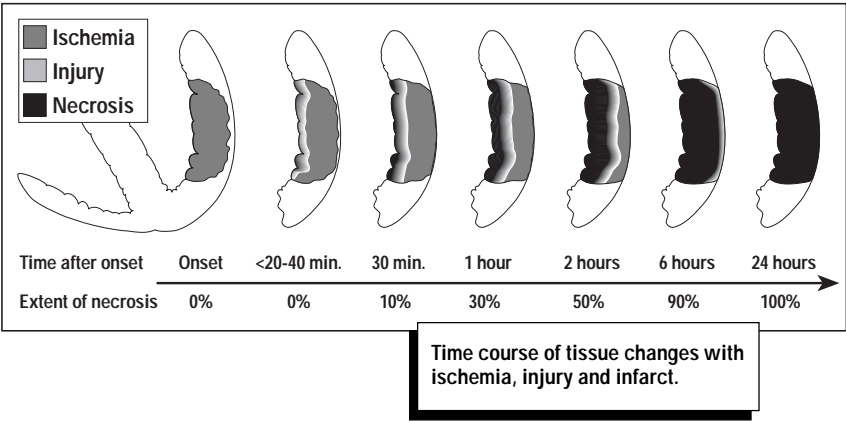 Ischemia
Injury
Necrosis
Time after onset Onset <20-40 min. 30 min. 1 hour 2 hours 6 hours 24 hours
Extent of necrosis 0% 0% 10% 30% 50% 90% 100%
Time course of tissue changes with
ischemia, injury and infarct.